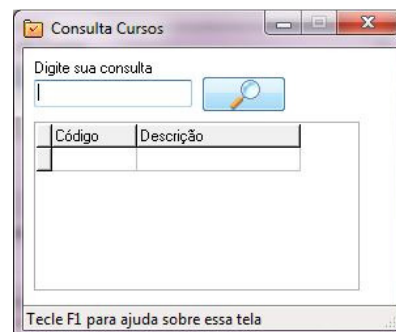 Consulta Cursos
Digite sua consulta
Código Descrição
Tecle F1 para ajuda sobre essa tela